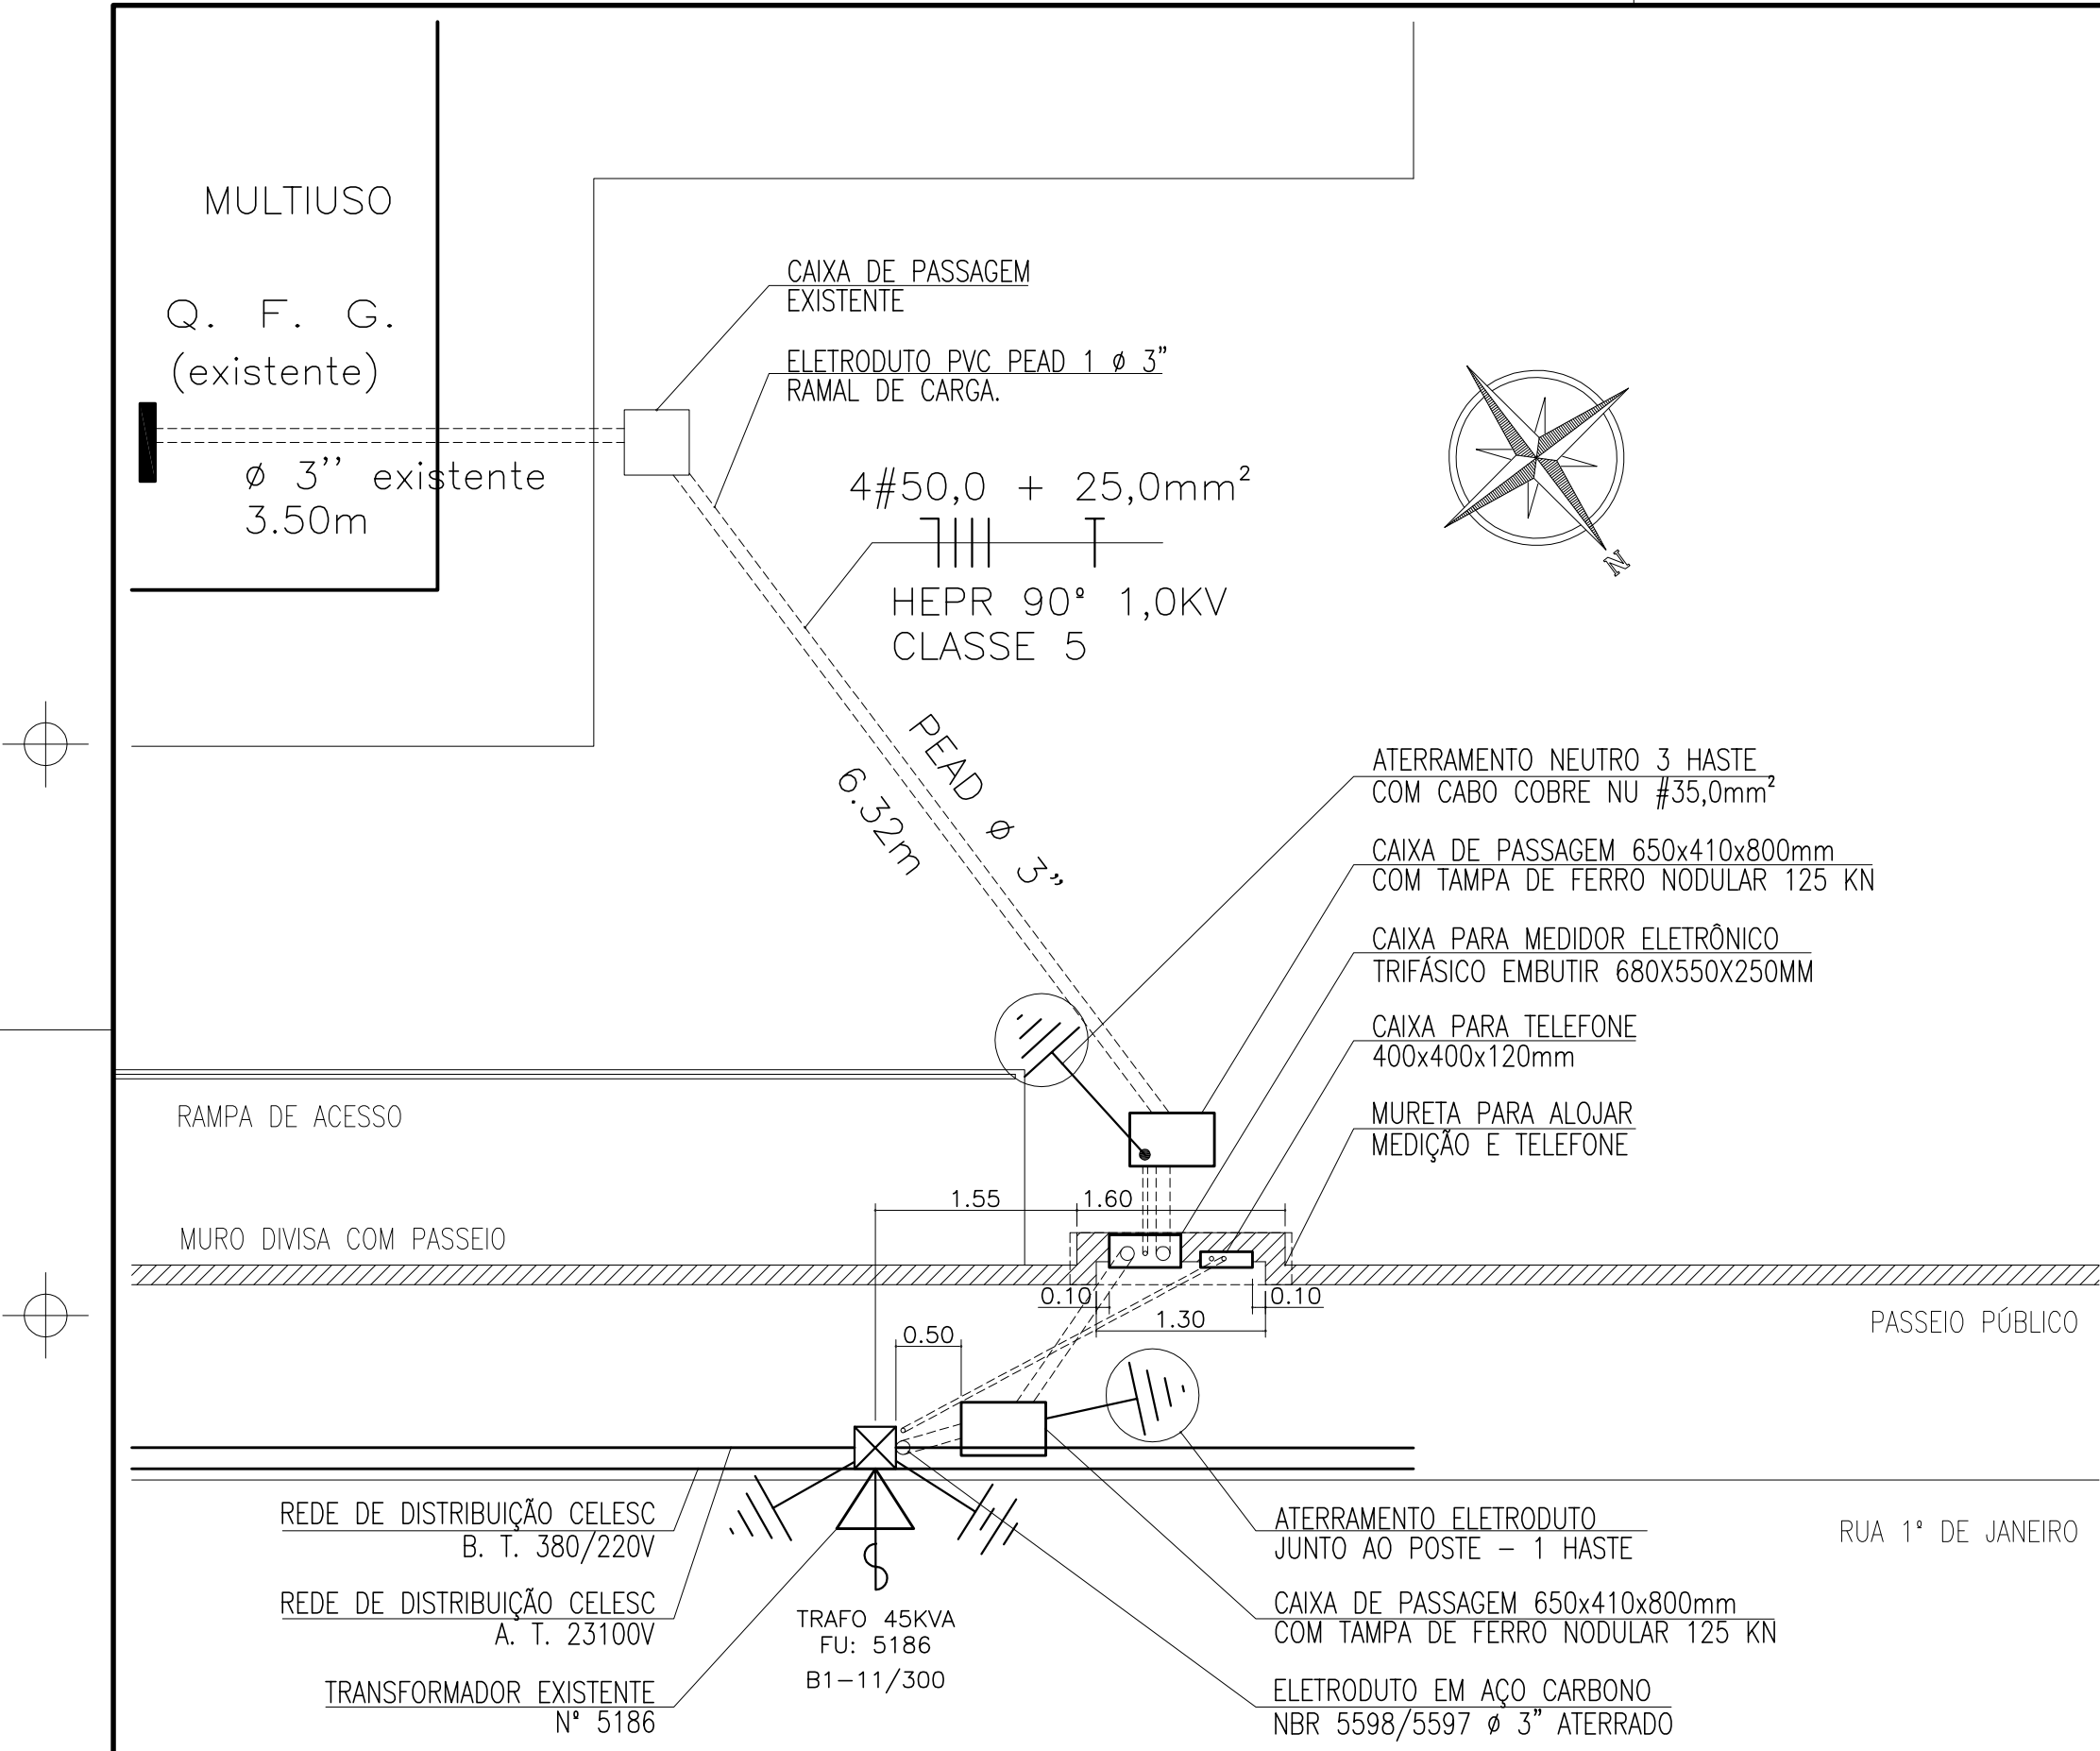 MULTIUSO
Q. F. G.
(existente)
ø 3'' existente
3.50m
CAIXA DE PASSAGEM
EXISTENTE
ELETRODUTO PVC PEAD 1 ø 3"
RAMAL DE CARGA.
4#50,0 + 25,0mm²
HEPR 90º 1,0KV
CLASSE 5
N
PEAD ø 3"
6.32m
ATERRAMENTO NEUTRO 3 HASTE
COM CABO COBRE NU #35,0mm²
CAIXA DE PASSAGEM 650x410x800mm
COM TAMPA DE FERRO NODULAR 125 KN
CAIXA PARA MEDIDOR ELETRÔNICO
TRIFÁSICO EMBUTIR 680X550X250MM
CAIXA PARA TELEFONE
400x400x120mm
MURETA PARA ALOJAR
MEDIÇÃO E TELEFONE
RAMPA DE ACESSO
1.55
1.60
MURO DIVISA COM PASSEIO
0.10
0.10
1.30
0.50
PASSEIO PÚBLICO
RUA 1ª DE JANEIRO
REDE DE DISTRIBUIÇÃO CELESC
B. T. 380/220V
REDE DE DISTRIBUIÇÃO CELESC
A. T. 23100V
TRANSFORMADOR EXISTENTE
Nº 5186
TRAFO 45KVA
FU: 5186
B1-11/300
ATERRAMENTO ELETRODUTO
JUNTO AO POSTE - 1 HASTE
CAIXA DE PASSAGEM 650x410x800mm
COM TAMPA DE FERRO NODULAR 125 KN
ELETRODUTO EM AÇO CARBONO
NBR 5598/5597 ø 3" ATERRADO